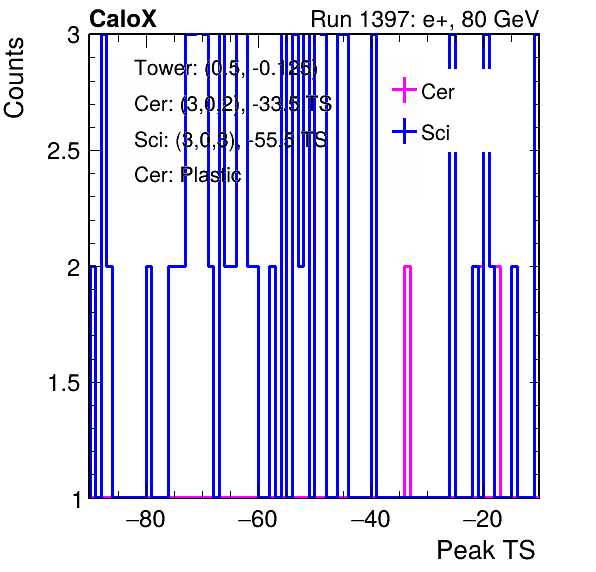 CaloX Run 1397: e+, 80 GeV
Counts
3
2.5
2
1.5
1
Tower: (0.5, -0.125)
Cer: (3,0,2), -33.5 TS
Sci: (3,0,3), -55.5 TS
Cer: Plastic
Cer
Sci
−80 −60 −40 −20
Peak TS